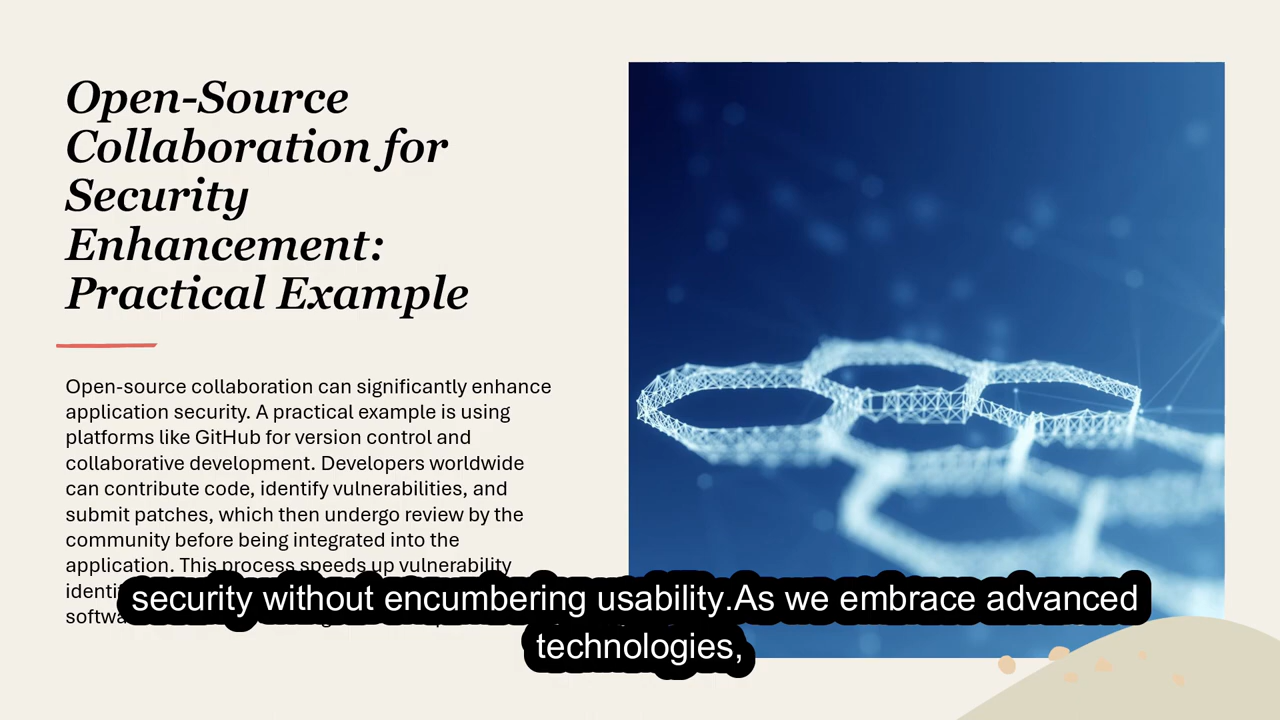 Open-Source
Collaboration for
Security
Enhancement:
Practical Example
Open-source collaboration can significantly enhance
application security. A practical example is using
platforms like GitHub for version control and
collaborative development. Developers worldwide
can contribute code, identify vulnerabilities, and
submit patches, which then undergo review by the
community before being integrated into the
application. This process speeds up vulnerability
security without encumbering usability.As we embrace advanced
technologies,